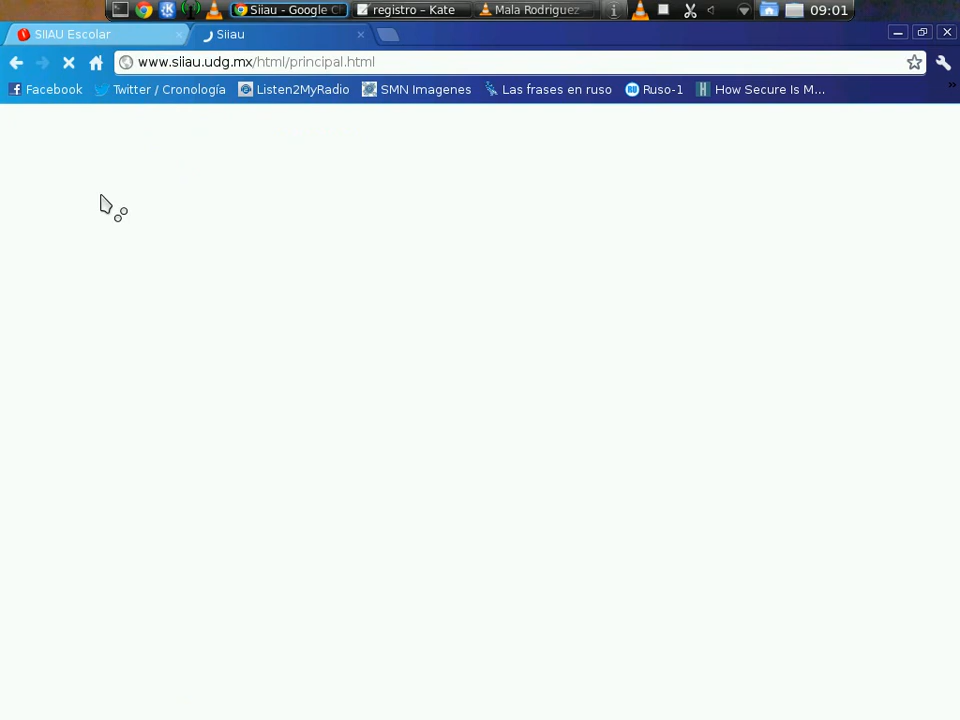 Siiau - Google C
registro – Kate
Mala Rodriguez
09:01
SIIAU Escolar
Siiau
www.siiau.udg.mx/html/principal.html
Facebook
Twitter / Cronología
Listen2MyRadio
SMN Imagenes
Las frases en ruso
Ruso-1
How Secure Is M...